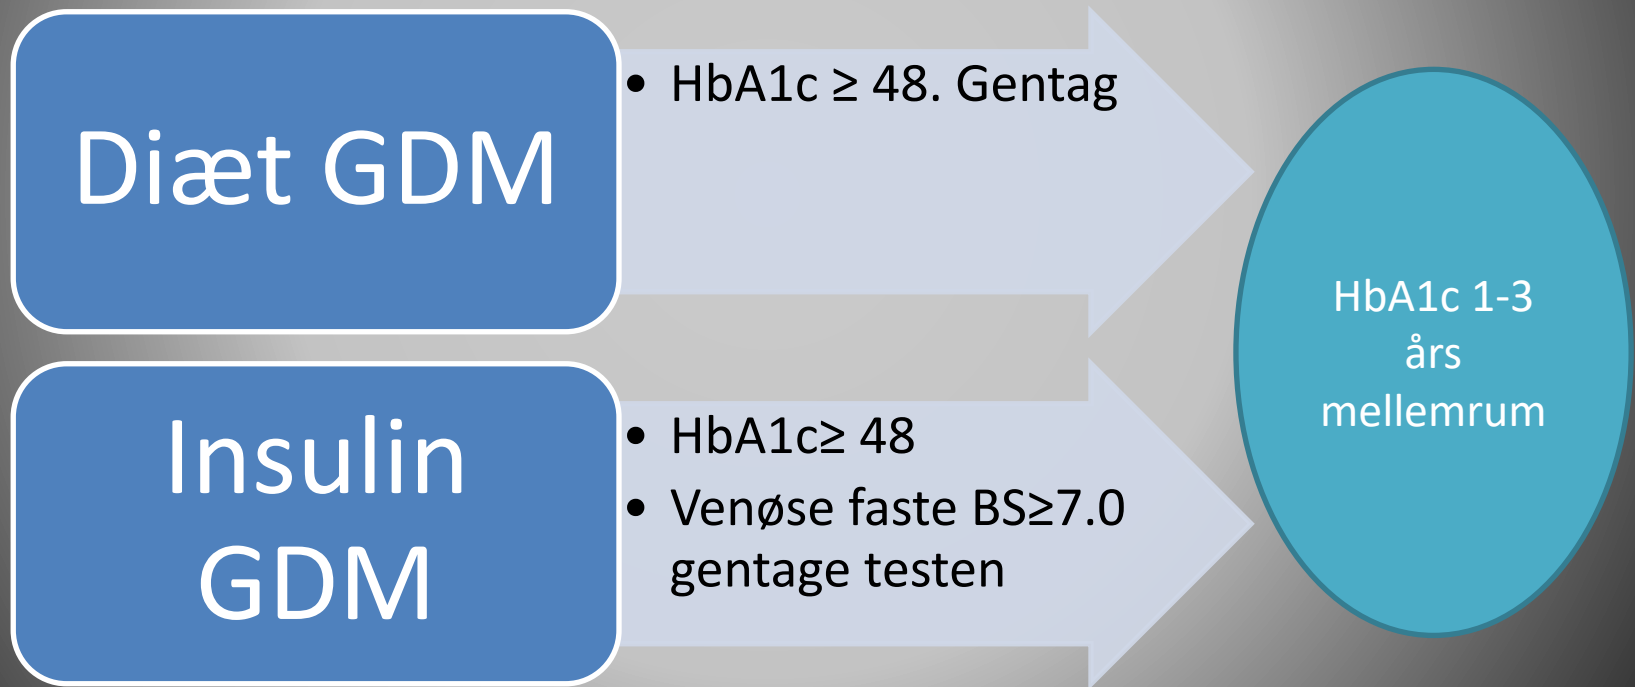 Diæt GDM
• HbA1c ≥ 48. Gentag
Insulin
GDM
• HbA1c≥ 48
• Venøse faste BS≥7.0
gentage testen
HbA1c 1-3
års
mellemrum